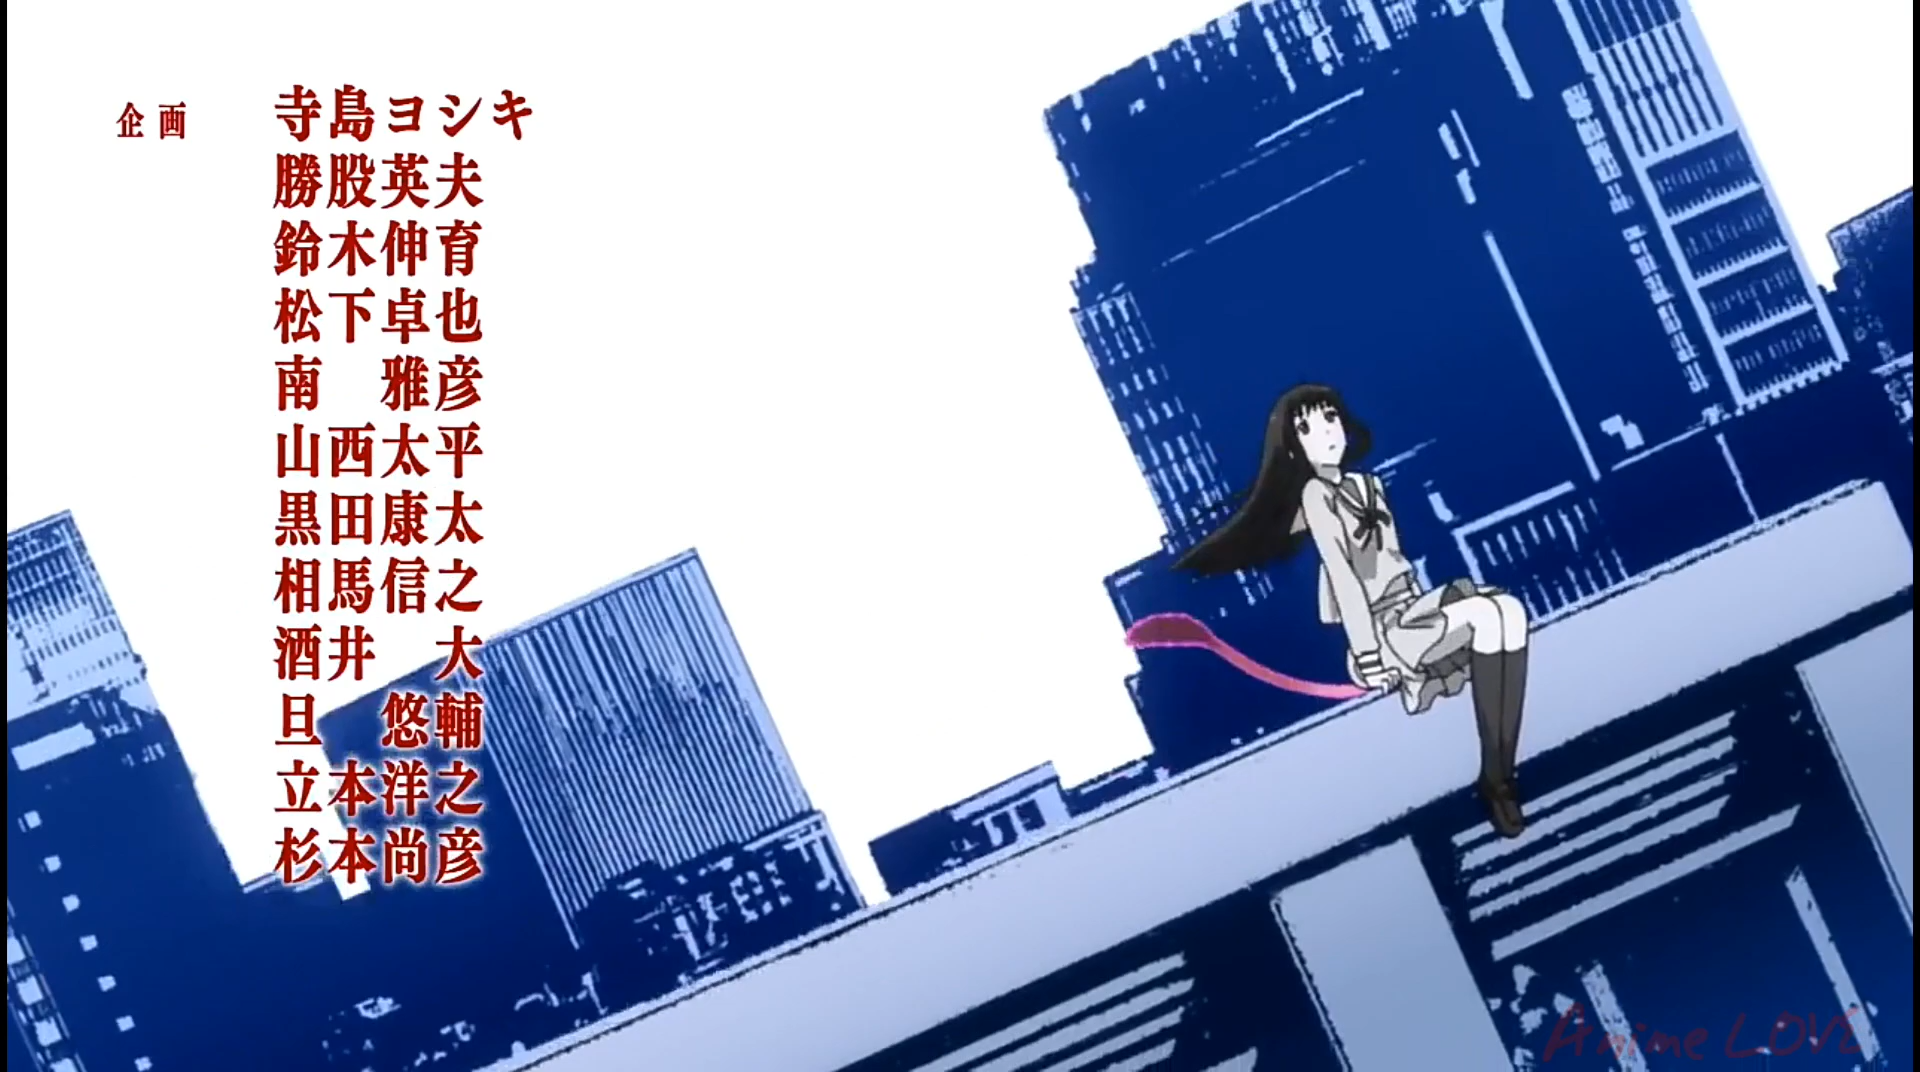 企画 寺島ヨシキ
勝股英夫
鈴木伸育
松下卓也
南 雅彦
山西太平
黒田康太
相馬信之
酒井 大
旦 悠輔
立本洋之
杉本尚彦
Anime LOVE